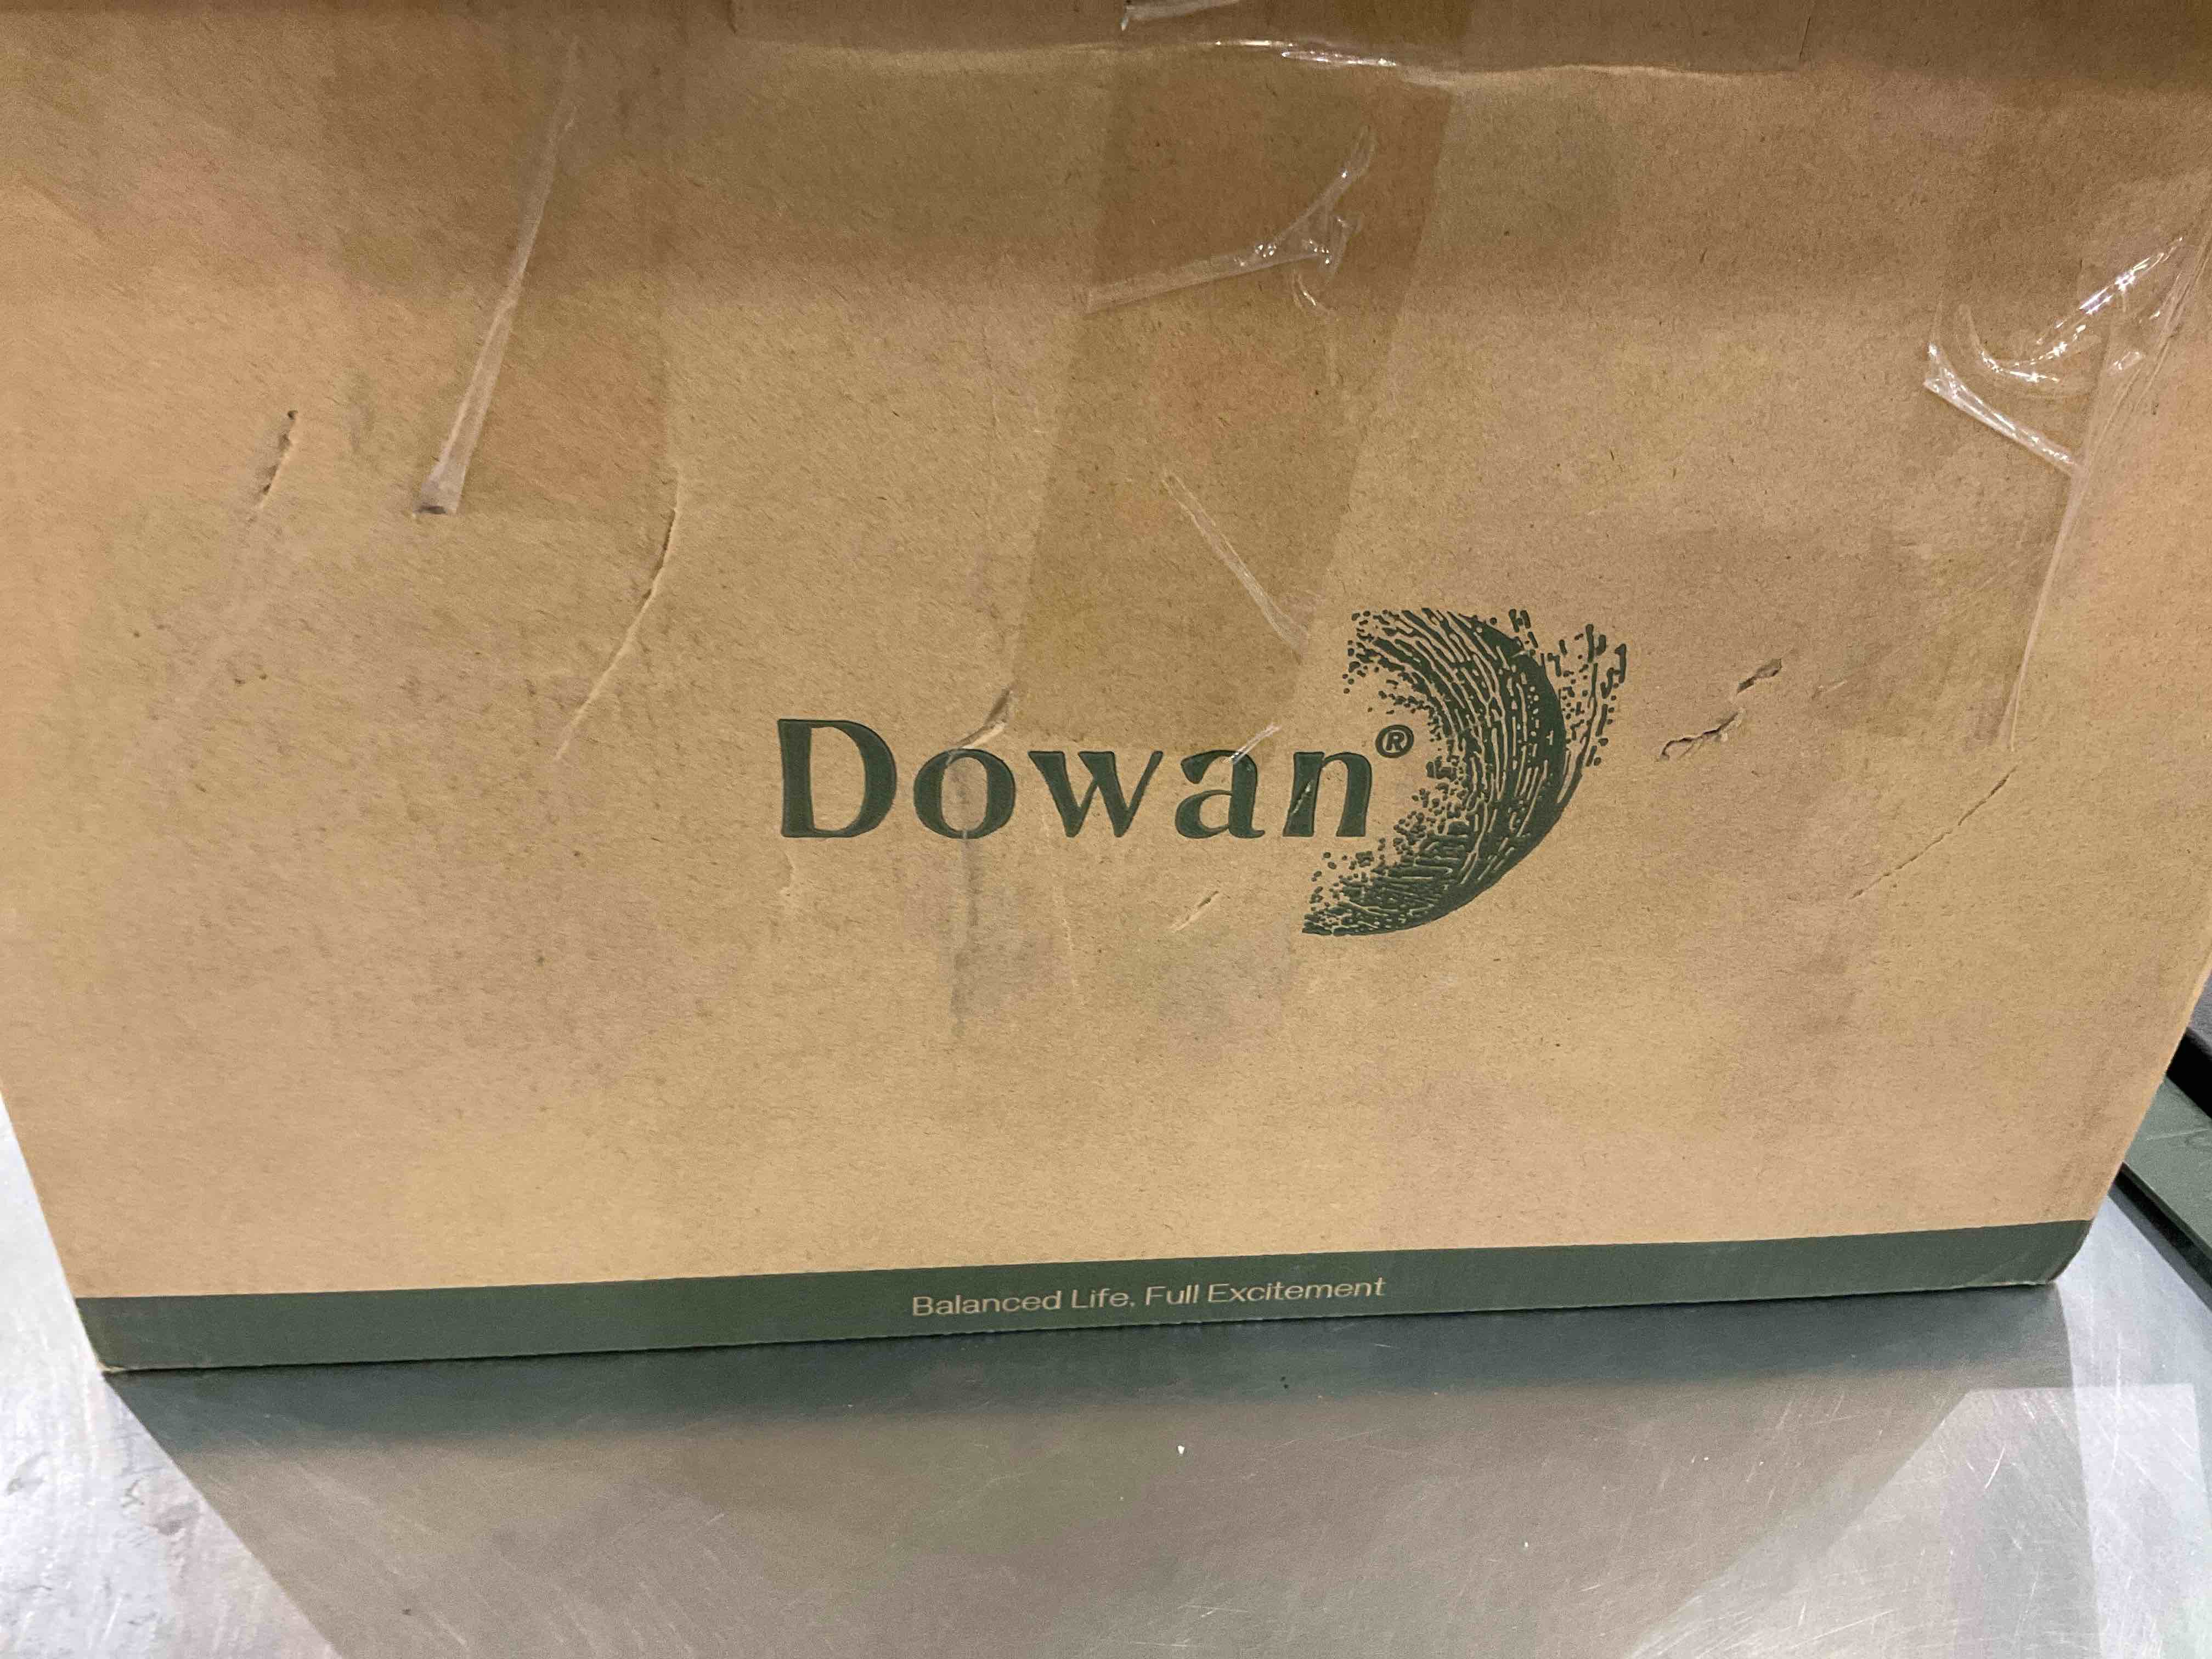 Dowan®
Balanced Life, Full Excitement